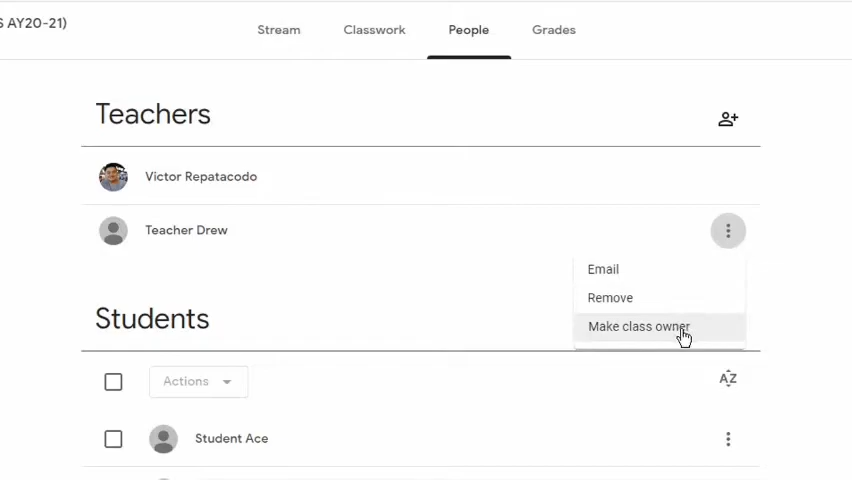 S AY20-21)
Stream
Classwork
People
Grades
Teachers
Victor Repatacodo
Teacher Drew
Email
Remove
Make class owner
Students
Actions
AZ
Student Ace